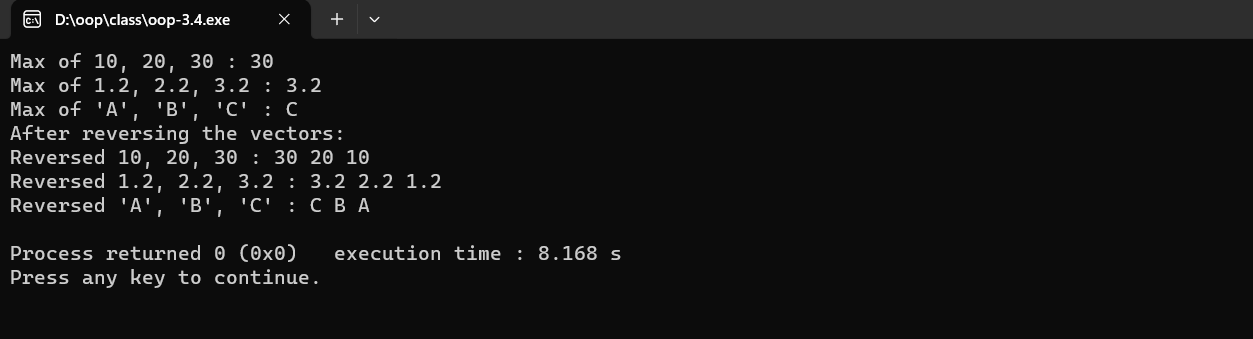 D:\oop\class\oop-3.4.exe
Max of 10, 20, 30 : 30
Max of 1.2, 2.2, 3.2 : 3.2
Max of 'A', 'B', 'C' : C
After reversing the vectors:
Reversed 10, 20, 30 : 30 20 10
Reversed 1.2, 2.2, 3.2 : 3.2 2.2 1.2
Reversed 'A', 'B', 'C' : C B A
Process returned 0 (0x0)   execution time : 8.168 s
Press any key to continue.